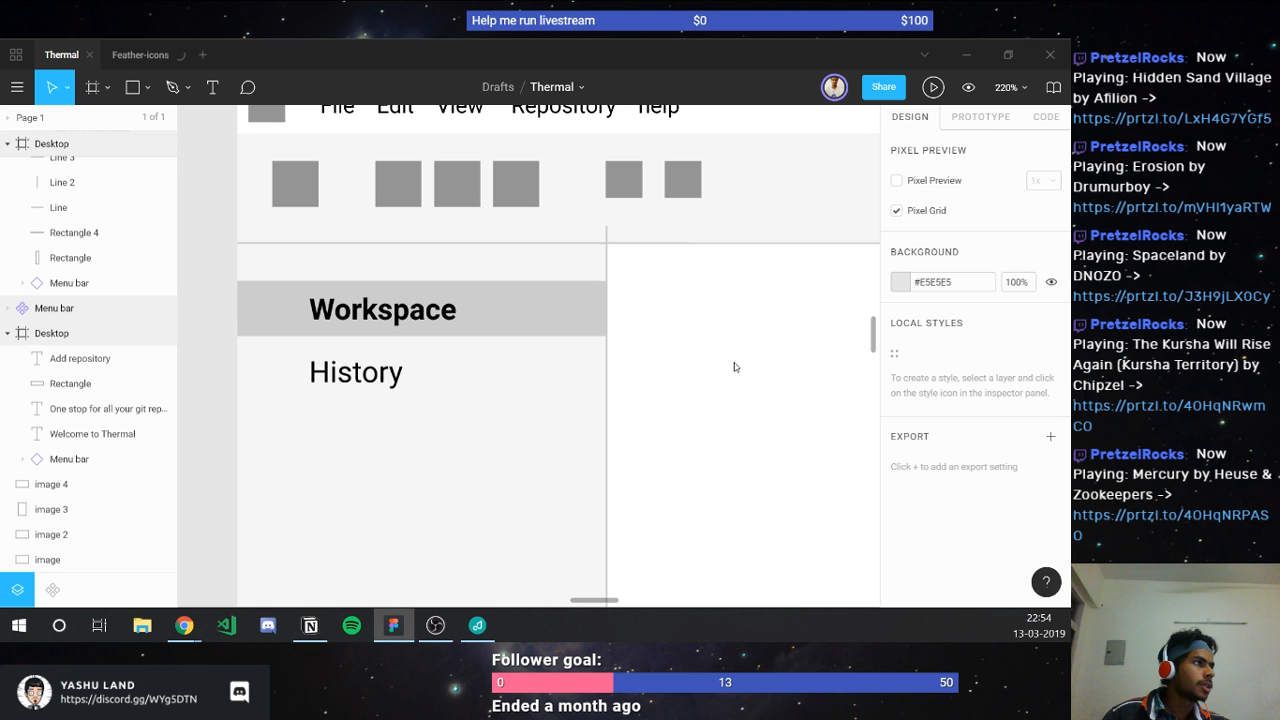 Help me run livestream $0 $100
Thermal
Feather-icons
Drafts
Thermal
Share
220%
Page 1
1 of 1
Desktop
Line 3
Line 2
Line
Rectangle 4
Rectangle
Menu bar
Menu bar
Desktop
Add repository
Rectangle
One stop for all your git rep...
Welcome to Thermal
Menu bar
image 4
image 3
image 2
image
File Edit View Repository help
Workspace
History
DESIGN PROTOTYPE CODE
PIXEL PREVIEW
Pixel Preview
1x
Pixel Grid
BACKGROUND
#E5E5E5 100%
LOCAL STYLES
To create a style, select a layer and click
on the style icon in the inspector panel.
EXPORT
Click + to add an export setting
?
22:54
13-03-2019
PretzelRocks: Now
Playing: Hidden Sand Village
by Afilion ->
https://prtzl.to/LxH4G7YGf5
PretzelRocks: Now
Playing: Erosion by
Drumurboy ->
https://prtzl.to/mVHl1yaRTW
PretzelRocks: Now
Playing: Spaceland by
DNOZO ->
https://prtzl.to/J3H9jLX0Cy
PretzelRocks: Now
Playing: The Kursha Will Rise
Again (Kursha Territory) by
Chipzel ->
https://prtzl.to/4OHqNRwm
CO
PretzelRocks: Now
Playing: Mercury by Heuse &
Zookeepers ->
https://prtzl.to/4OHqNRPAS
O
YASHU LAND
https://discord.gg/WYg5DTN
Follower goal:
0 13 50
Ended a month ago